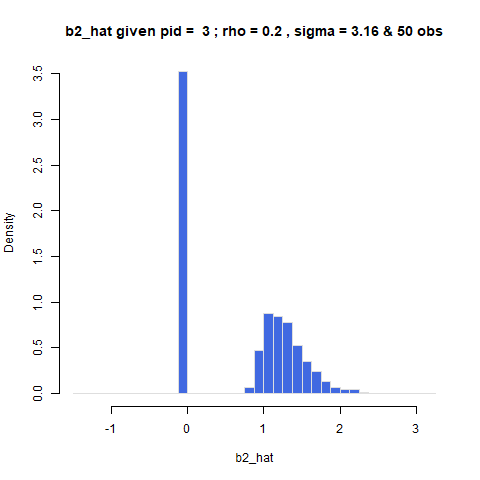 b2_hat given pid =  3 ; rho = 0.2 , sigma = 3.16 & 50 obs
Density
3.5
3.0
2.5
2.0
1.5
1.0
0.5
0.0
-1 0 1 2 3
b2_hat